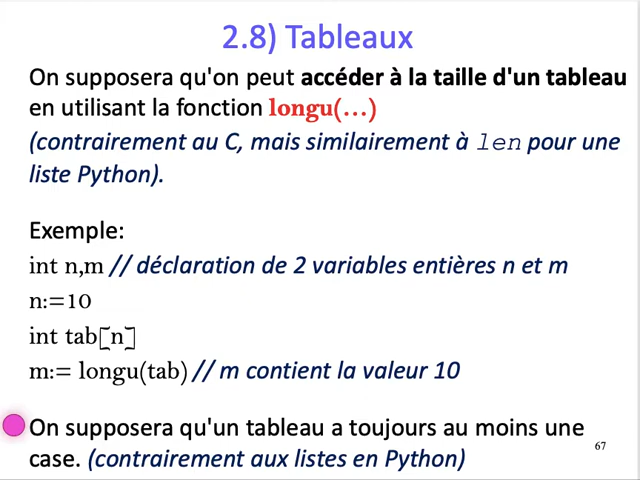 2.8) Tableaux
On supposera qu'on peut accéder à la taille d'un tableau
en utilisant la fonction longu(...)
(contrairement au C, mais similairement à len pour une
liste Python).
Exemple:
int n,m // déclaration de 2 variables entières n et m
n:=10
int tab[n]
m:= longu(tab) // m contient la valeur 10
On supposera qu'un tableau a toujours au moins une
case. (contrairement aux listes en Python)
67